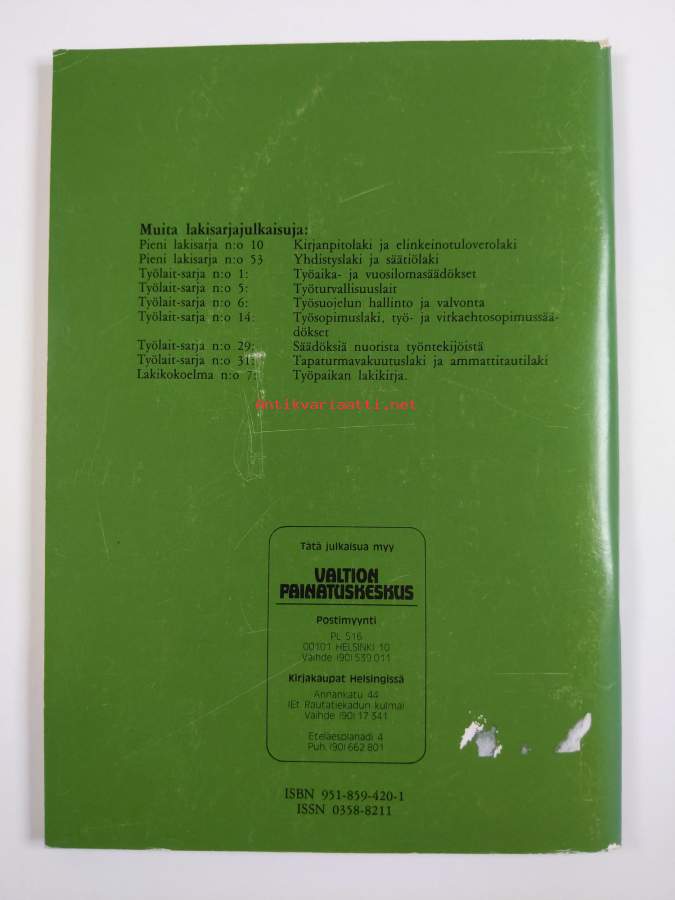 Muita lakisarjajulkaisuja:
Pieni lakisarja n:o 10 Kirjanpitolaki ja elinkeinotuloverolaki
Pieni lakisarja n:o 53 Yhdistyslaki ja säätiölaki
Työlait-sarja n:o 1: Työaika- ja vuosilomasäädökset
Työlait-sarja n:o 5: Työturvallisuuslait
Työlait-sarja n:o 6: Työsuojelun hallinto ja valvonta
Työlait-sarja n:o 14: Työsopimuslaki, työ- ja virkaehtosopimussää-
dökset
Työlait-sarja n:o 29: Säädöksiä nuorista työntekijöistä
Työlait-sarja n:o 31: Tapaturmavakuutuslaki ja ammattitautilaki
Lakikokoelma n:o 7: Työpaikan lakikirja.
Antikvariaatti.net
Tätä julkaisua myy
VALTION
PAINATUSKESKUS
Postimyynti
PL 516
00101 HELSINKI 10
Vaihde (90) 539 011
Kirjakaupat Helsingissä
Annankatu 44
(Et. Rautatiekadun kulma)
Vaihde (90) 17 341
Eteläesplanadi 4
Puh. (90) 662 801
ISBN 951-859-420-1
ISSN 0358-8211